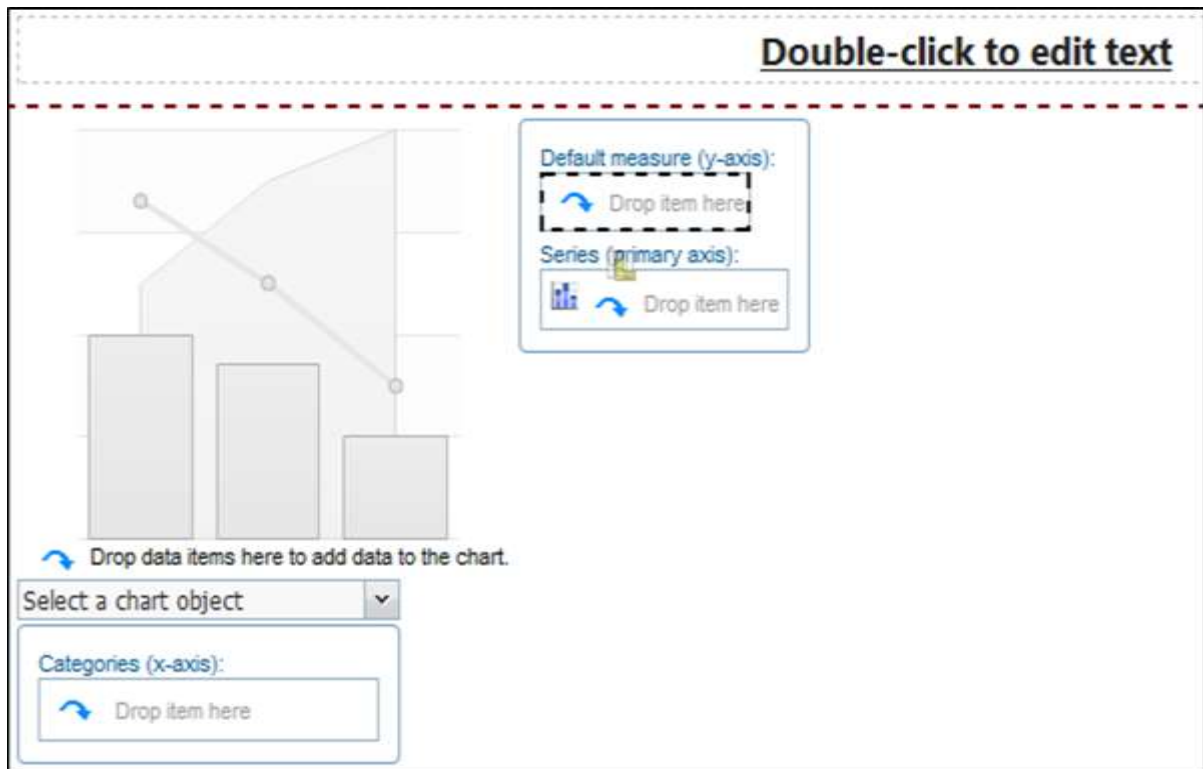 Double-click to edit text
Default measure (y-axis):
Drop item here
Series (primary axis):
Drop item here
Drop data items here to add data to the chart.
Select a chart object
Categories (x-axis):
Drop item here